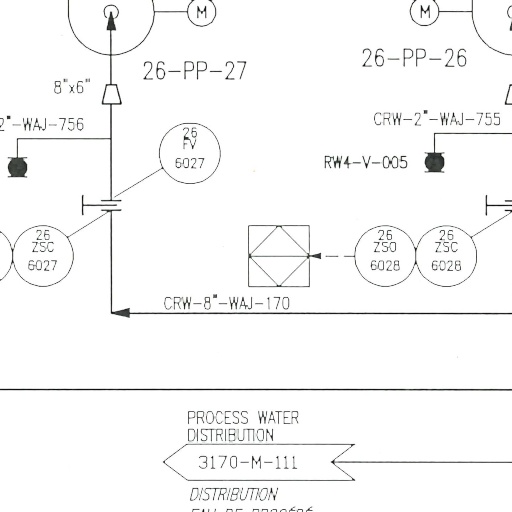 M
M
26-PP-27
26-PP-26
8"x6"
2"-WAJ-756
CRW-2"-WAJ-755
26
FV
6027
RW4-V-005
26
ZSC
6027
26
ZSO
6028
26
ZSC
6028
CRW-8"-WAJ-170
PROCESS WATER
DISTRIBUTION
3170-M-111
DISTRIBUTION